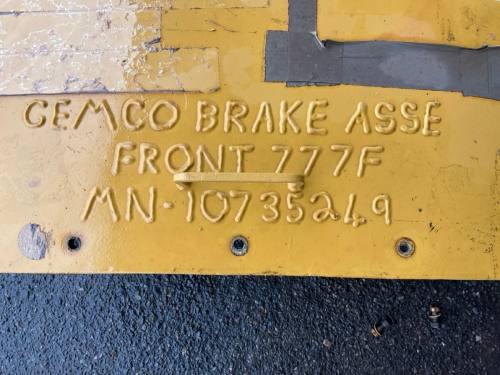 GEMCO BRAKE ASSE
FRONT 777F
MN-10735249